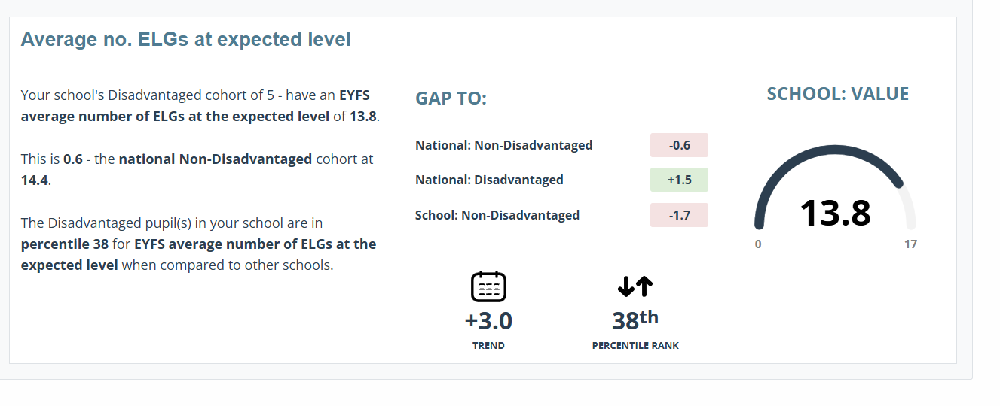 Average no. ELGs at expected level
Your school's Disadvantaged cohort of 5 - have an EYFS
average number of ELGs at the expected level of 13.8.
This is 0.6 - the national Non-Disadvantaged cohort at
14.4.
The Disadvantaged pupil(s) in your school are in
percentile 38 for EYFS average number of ELGs at the
expected level when compared to other schools.
GAP TO:
National: Non-Disadvantaged -0.6
National: Disadvantaged +1.5
School: Non-Disadvantaged -1.7
+3.0
TREND
38th
PERCENTILE RANK
SCHOOL: VALUE
13.8
0 17